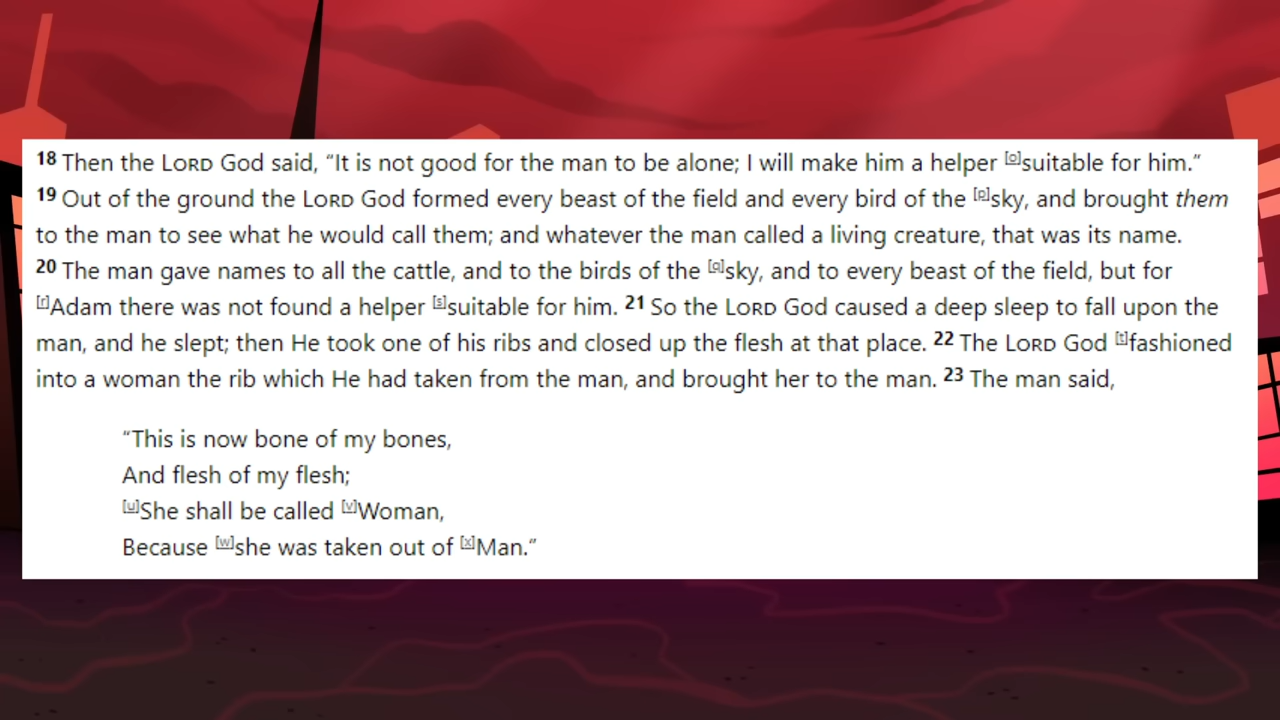 18 Then the LORD God said, “It is not good for the man to be alone; I will make him a helper [o]suitable for him.”
19 Out of the ground the LORD God formed every beast of the field and every bird of the [p]sky, and brought them
to the man to see what he would call them; and whatever the man called a living creature, that was its name.
20 The man gave names to all the cattle, and to the birds of the [q]sky, and to every beast of the field, but for
[r]Adam there was not found a helper [s]suitable for him. 21 So the LORD God caused a deep sleep to fall upon the
man, and he slept; then He took one of his ribs and closed up the flesh at that place. 22 The LORD God [t]fashioned
into a woman the rib which He had taken from the man, and brought her to the man. 23 The man said,
“This is now bone of my bones,
And flesh of my flesh;
[u]She shall be called [v]Woman,
Because [w]she was taken out of [x]Man.”